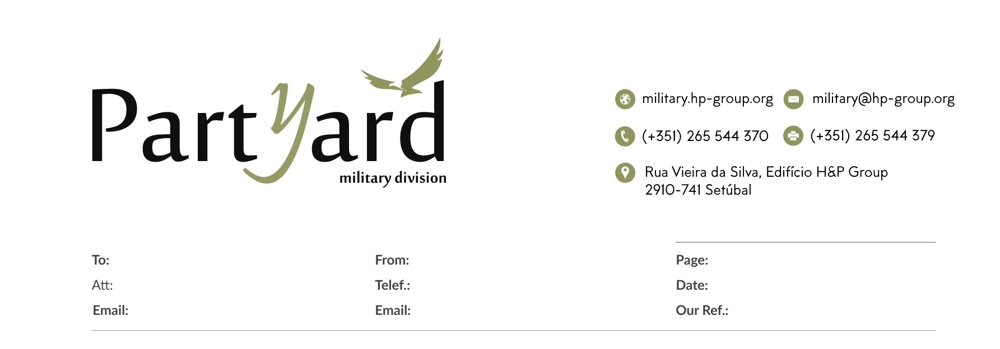 PartYard
military division
military.hp-group.org military@hp-group.org
(+351) 265 544 370 (+351) 265 544 379
Rua Vieira da Silva, Edifício H&P Group
2910-741 Setúbal
To: From: Page:
Att: Telef.: Date:
Email: Email: Our Ref.: